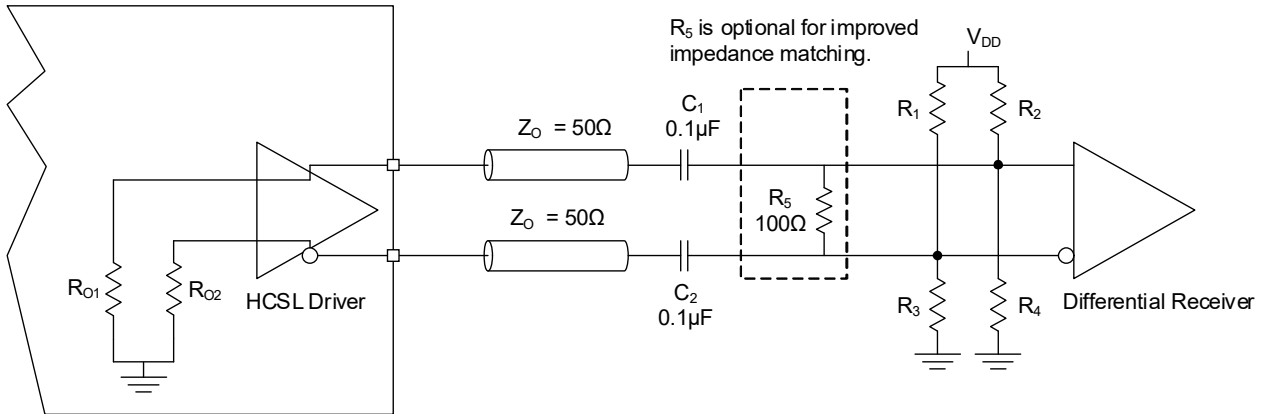 R5 is optional for improved
impedance matching.
VDD
C1
0.1µF
ZO = 50Ω
R1
R2
R5
100Ω
ZO = 50Ω
RO1
RO2
HCSL Driver
C2
0.1µF
R3
R4
Differential Receiver